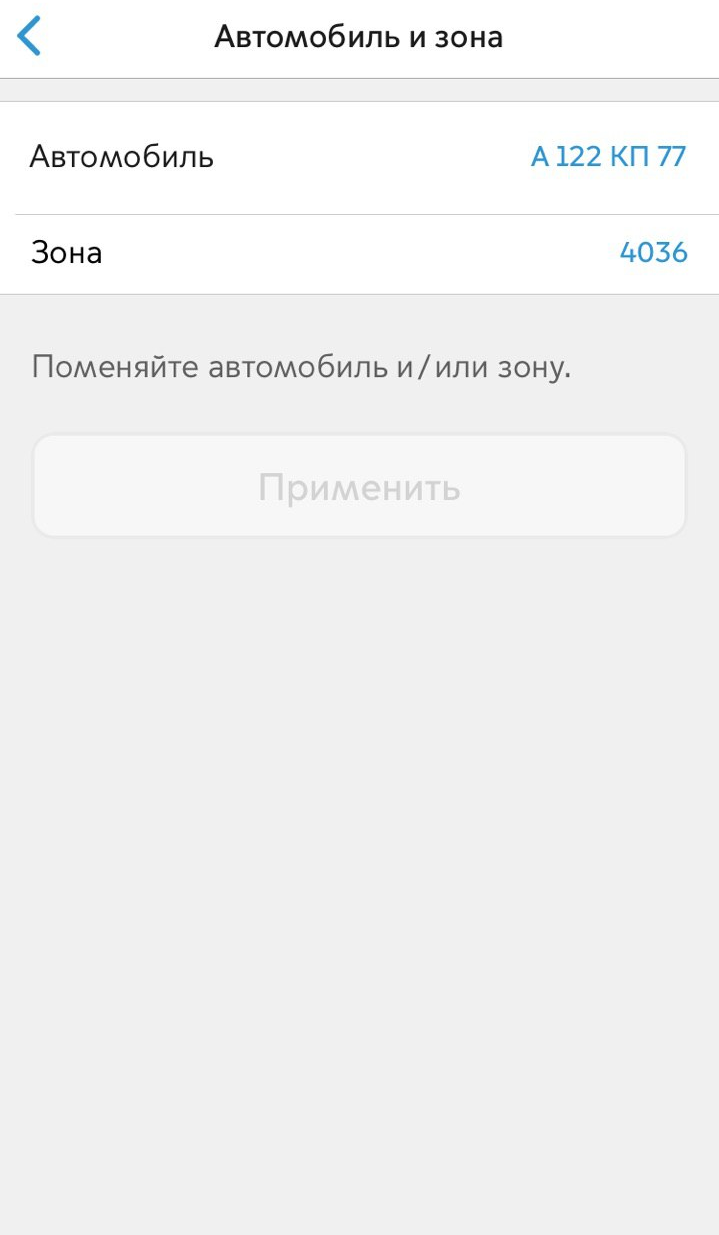 Автомобиль и зона
Автомобиль А 122 КП 77
Зона 4036
Поменяйте автомобиль и/или зону.
Применить